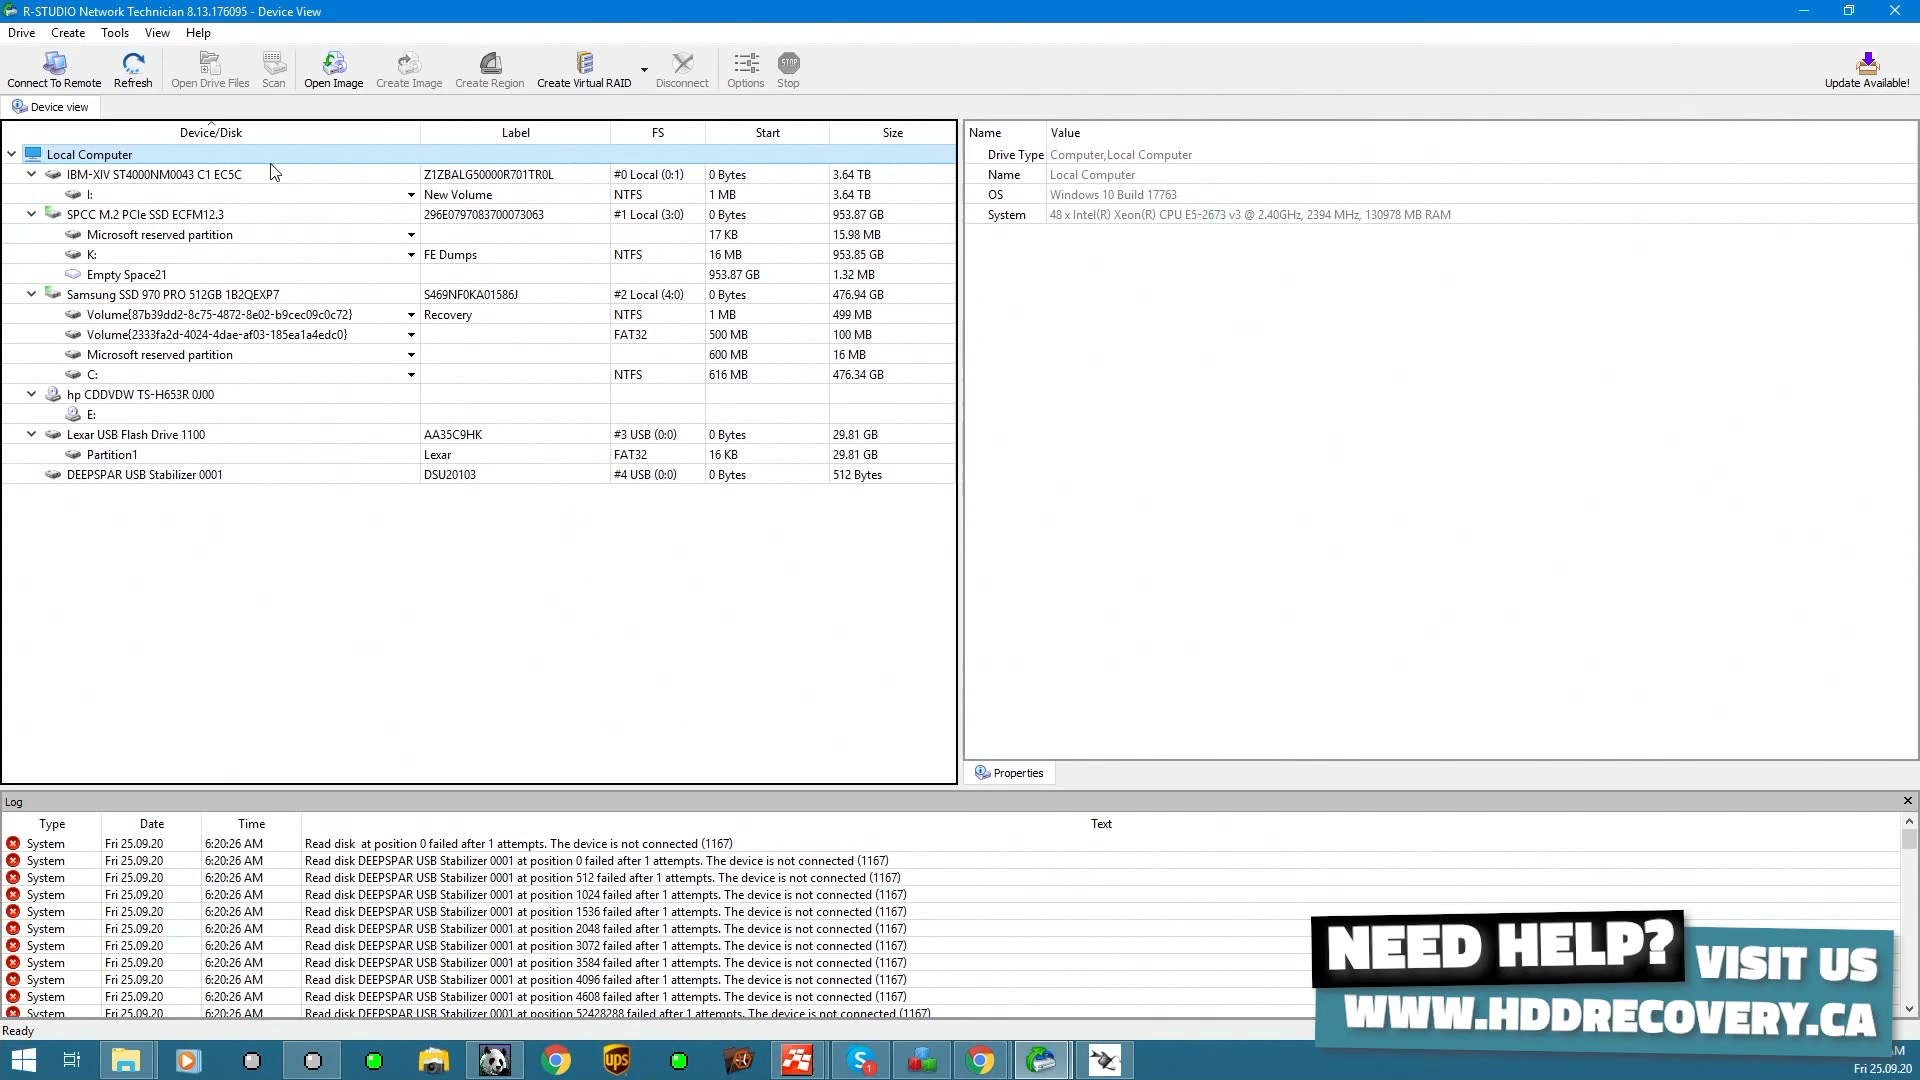 R-STUDIO Network Technician 8.13.176095 - Device View
Drive Create Tools View Help
Connect To Remote Refresh Open Drive Files Scan Open Image Create Image Create Region Create Virtual RAID Disconnect Options Stop Update Available!
STOP
Device view
Device/Disk Label FS Start Size
Local Computer
IBM-XIV ST4000NM0043 C1 EC5C Z1ZBALG50000R701TR0L #0 Local (0:1) 0 Bytes 3.64 TB
I: New Volume NTFS 1 MB 3.64 TB
SPCC M.2 PCIe SSD ECFM12.3 296E0797083700073063 #1 Local (3:0) 0 Bytes 953.87 GB
Microsoft reserved partition 17 KB 15.98 MB
K: FE Dumps NTFS 16 MB 953.85 GB
Empty Space21 953.87 GB 1.32 MB
Samsung SSD 970 PRO 512GB 1B2QEXP7 S469NF0KA01586J #2 Local (4:0) 0 Bytes 476.94 GB
Volume{87b39dd2-8c75-4872-8e02-b9cec09c0c72} Recovery NTFS 1 MB 499 MB
Volume{2333fa2d-4024-4dae-af03-185ea1a4edc0} FAT32 500 MB 100 MB
Microsoft reserved partition 600 MB 16 MB
C: NTFS 616 MB 476.34 GB
hp CDDVDW TS-H653R 0J00
E:
Lexar USB Flash Drive 1100 AA35C9HK #3 USB (0:0) 0 Bytes 29.81 GB
Partition1 Lexar FAT32 16 KB 29.81 GB
DEEPSPAR USB Stabilizer 0001 DSU20103 #4 USB (0:0) 0 Bytes 512 Bytes
Name Value
Drive Type Computer,Local Computer
Name Local Computer
OS Windows 10 Build 17763
System 48 x Intel(R) Xeon(R) CPU E5-2673 v3 @ 2.40GHz, 2394 MHz, 130978 MB RAM
Properties
Log
Type Date Time Text
System Fri 25.09.20 6:20:26 AM Read disk at position 0 failed after 1 attempts. The device is not connected (1167)
System Fri 25.09.20 6:20:26 AM Read disk DEEPSPAR USB Stabilizer 0001 at position 0 failed after 1 attempts. The device is not connected (1167)
System Fri 25.09.20 6:20:26 AM Read disk DEEPSPAR USB Stabilizer 0001 at position 512 failed after 1 attempts. The device is not connected (1167)
System Fri 25.09.20 6:20:26 AM Read disk DEEPSPAR USB Stabilizer 0001 at position 1024 failed after 1 attempts. The device is not connected (1167)
System Fri 25.09.20 6:20:26 AM Read disk DEEPSPAR USB Stabilizer 0001 at position 1536 failed after 1 attempts. The device is not connected (1167)
System Fri 25.09.20 6:20:26 AM Read disk DEEPSPAR USB Stabilizer 0001 at position 2048 failed after 1 attempts. The device is not connected (1167)
System Fri 25.09.20 6:20:26 AM Read disk DEEPSPAR USB Stabilizer 0001 at position 3072 failed after 1 attempts. The device is not connected (1167)
System Fri 25.09.20 6:20:26 AM Read disk DEEPSPAR USB Stabilizer 0001 at position 3584 failed after 1 attempts. The device is not connected (1167)
System Fri 25.09.20 6:20:26 AM Read disk DEEPSPAR USB Stabilizer 0001 at position 4096 failed after 1 attempts. The device is not connected (1167)
System Fri 25.09.20 6:20:26 AM Read disk DEEPSPAR USB Stabilizer 0001 at position 4608 failed after 1 attempts. The device is not connected (1167)
System Fri 25.09.20 6:20:26 AM Read disk DEEPSPAR USB Stabilizer 0001 at position 52428288 failed after 1 attempts. The device is not connected (1167)
NEED HELP? VISIT US
WWW.HDDRECOVERY.CA
Ready
ups
S 1
AM
Fri 25.09.20